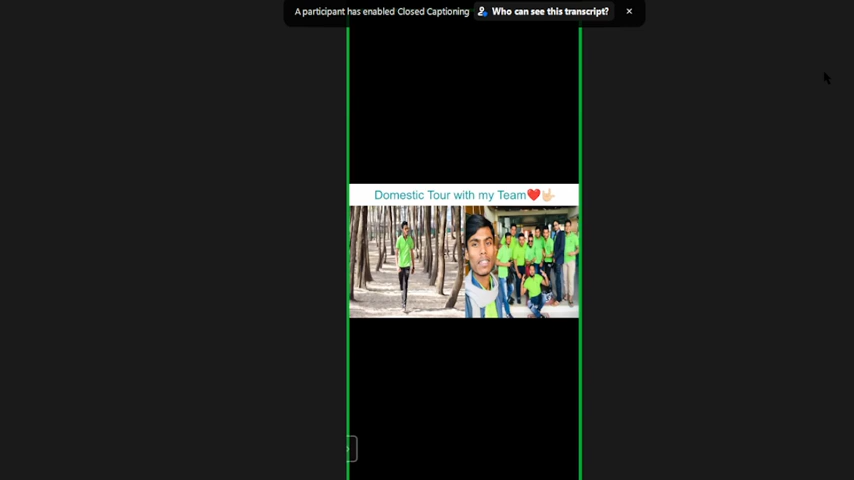 A participant has enabled Closed Captioning Who can see this transcript?
Domestic Tour with my Team❤️🤟🏻